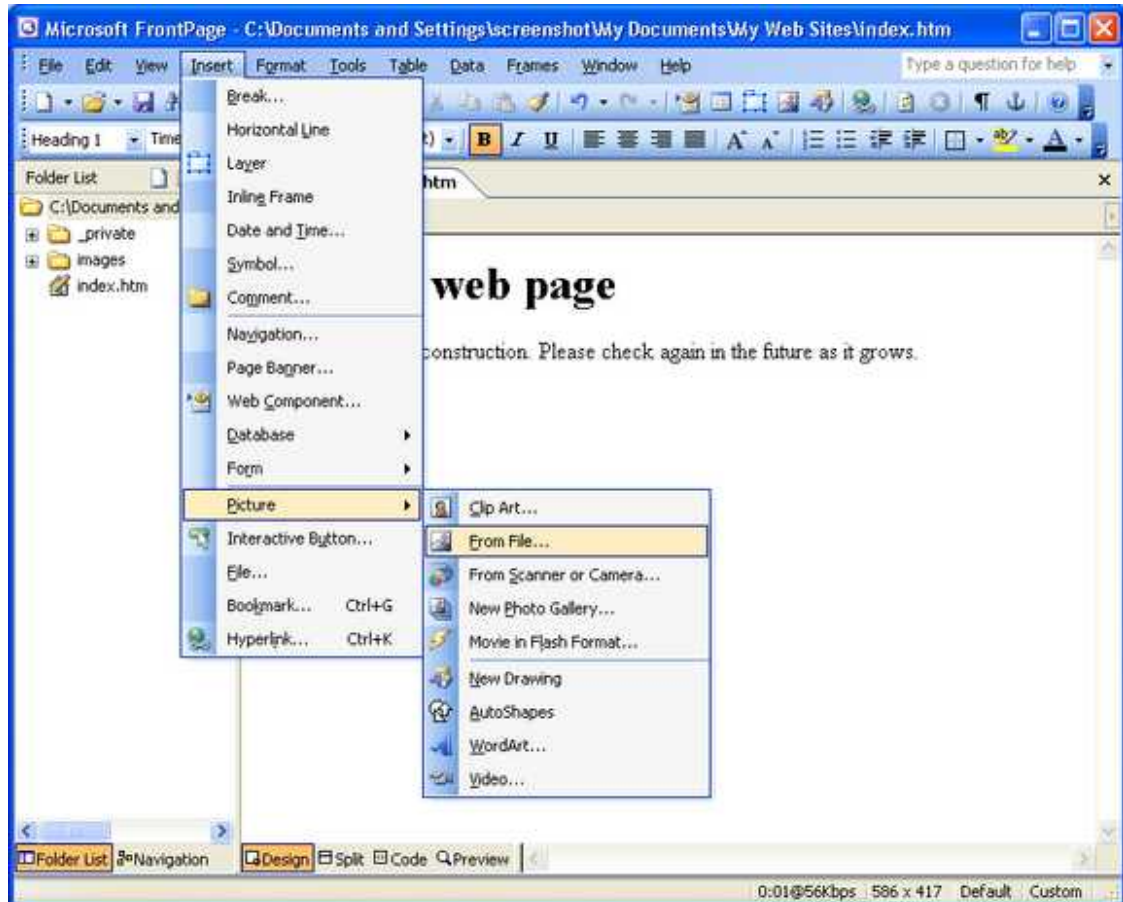 Microsoft FrontPage - C:\Documents and Settings\screenshot\My Documents\My Web Sites\index.htm
File Edit View Insert Format Tools Table Data Frames Window Help Type a question for help
Heading 1 Time t) B I U A A A
Folder List
htm
C:\Documents and
_private
images
index.htm
Break...
Horizontal Line
Layer
Inline Frame
Date and Time...
Symbol...
Comment...
Navigation...
Page Banner...
Web Component...
Database
Form
Picture
Interactive Button...
File...
Bookmark... Ctrl+G
Hyperlink... Ctrl+K
Clip Art...
From File...
From Scanner or Camera...
New Photo Gallery...
Movie in Flash Format...
New Drawing
AutoShapes
WordArt...
Video...
web page
construction. Please check again in the future as it grows.
Folder List Navigation Design Split Code Preview
0:01@56Kbps 586 x 417 Default Custom